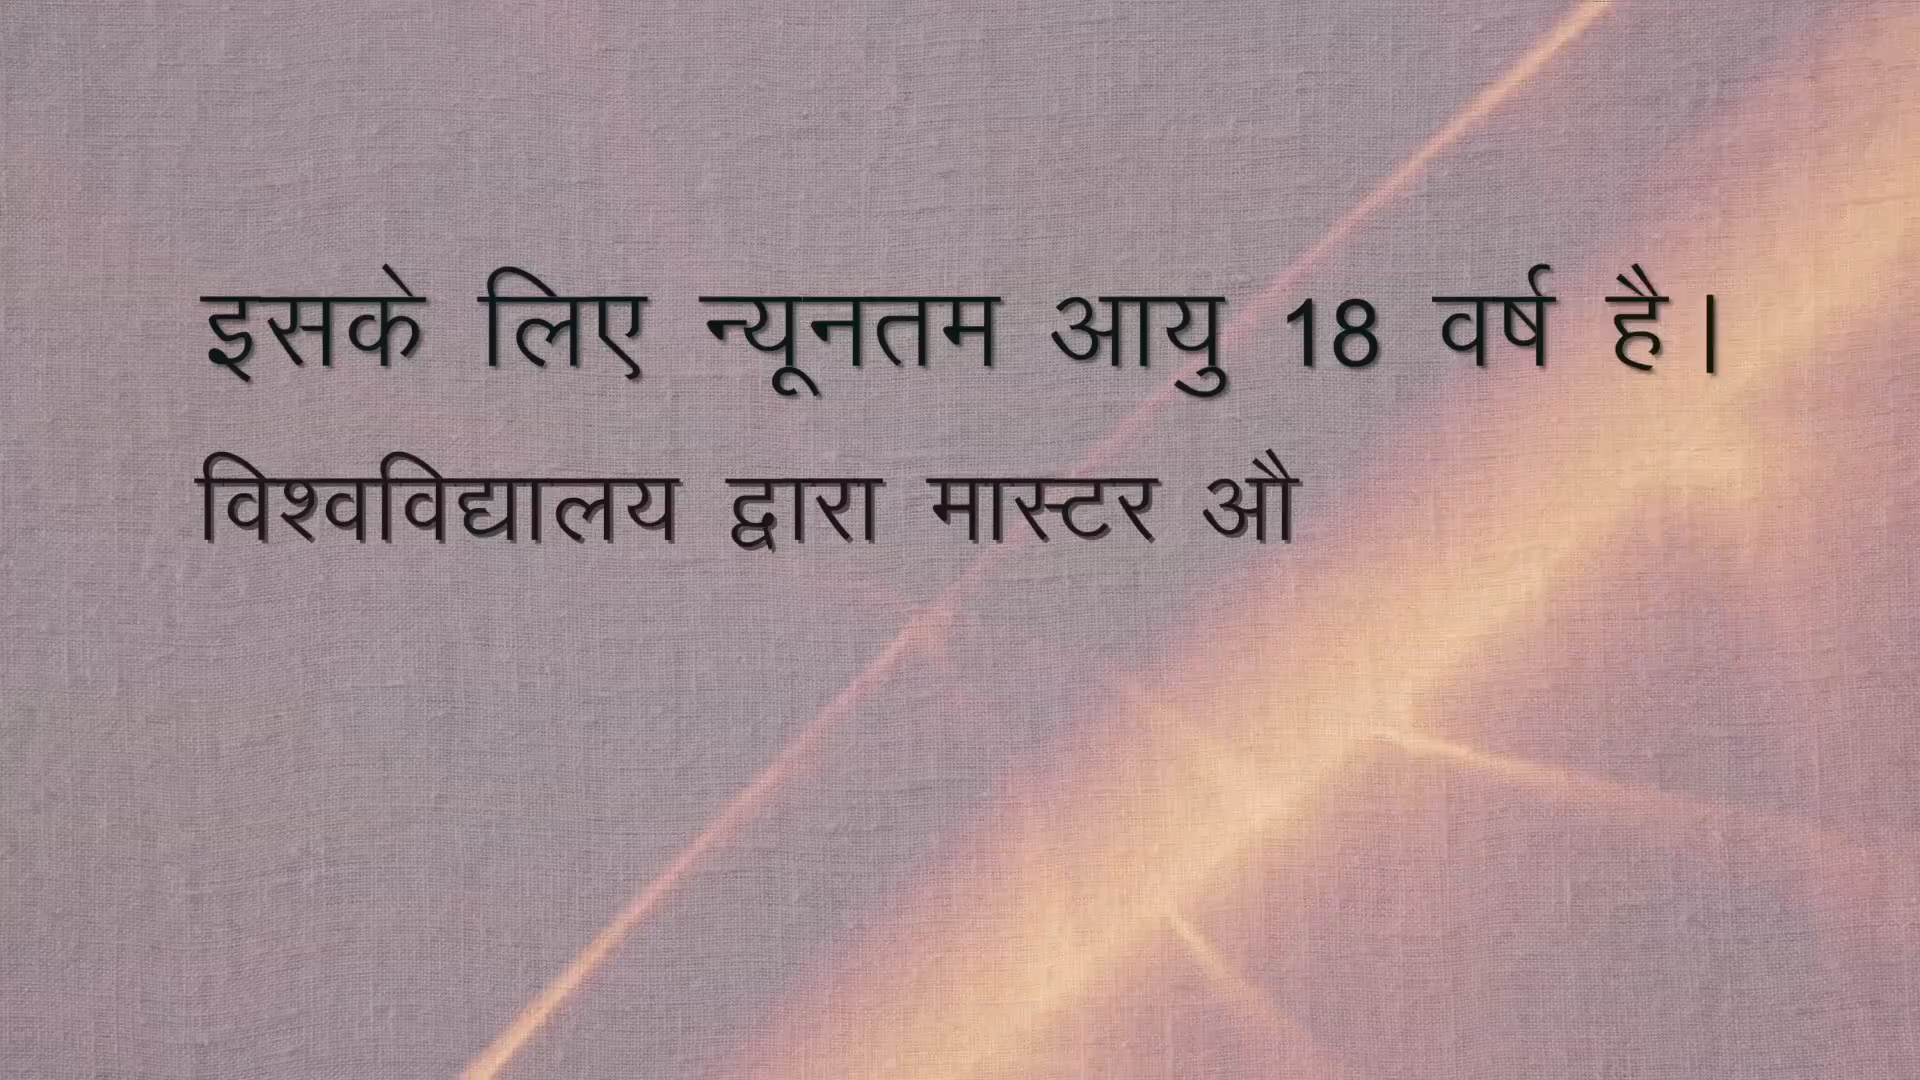 इसके लिए न्यूनतम आयु 18 वर्ष है।
विश्वविद्यालय द्वारा मास्टर औ